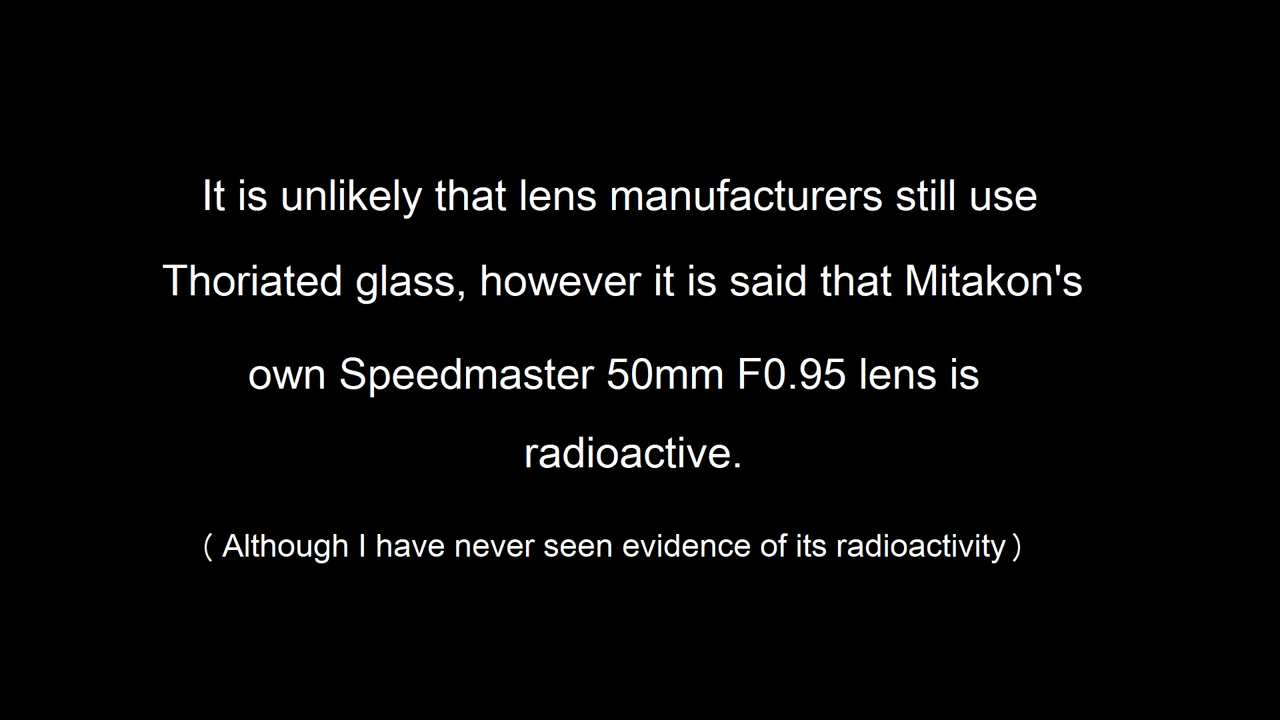 It is unlikely that lens manufacturers still use
Thoriated glass, however it is said that Mitakon's
own Speedmaster 50mm F0.95 lens is
radioactive.
（Although I have never seen evidence of its radioactivity）